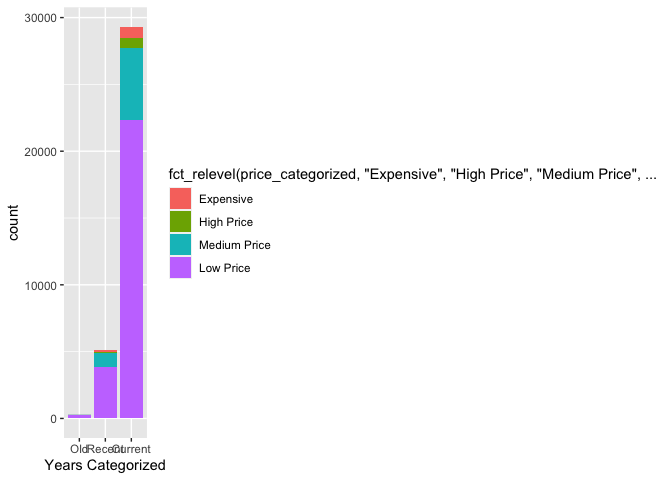 30000
20000
10000
0
count
Old Recent Current
Years Categorized
fct_relevel(price_categorized, "Expensive", "High Price", "Medium Price", ...
Expensive
High Price
Medium Price
Low Price